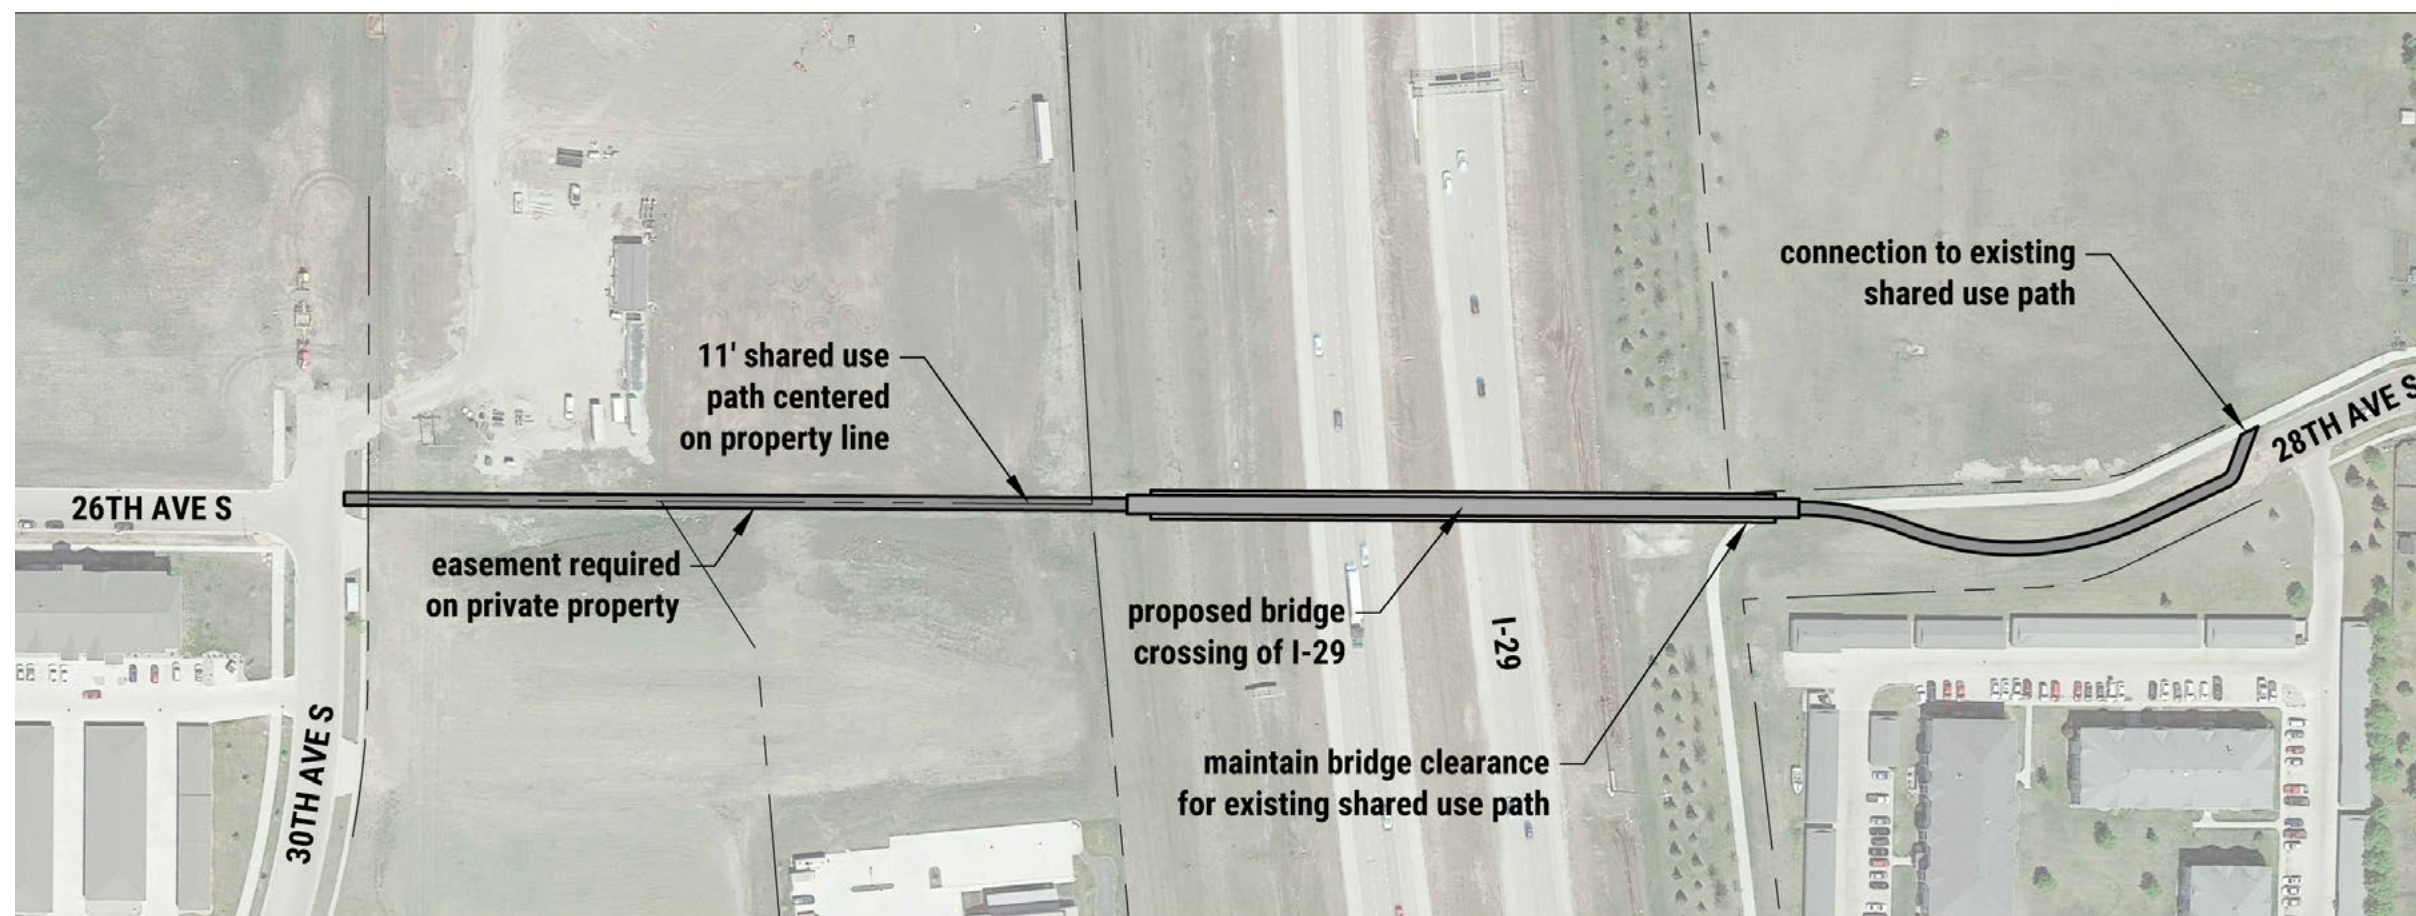 connection to existing
shared use path
11' shared use
path centered
on property line
28TH AVE S
26TH AVE S
easement required
on private property
proposed bridge
crossing of I-29
I-29
maintain bridge clearance
for existing shared use path
30TH AVE S